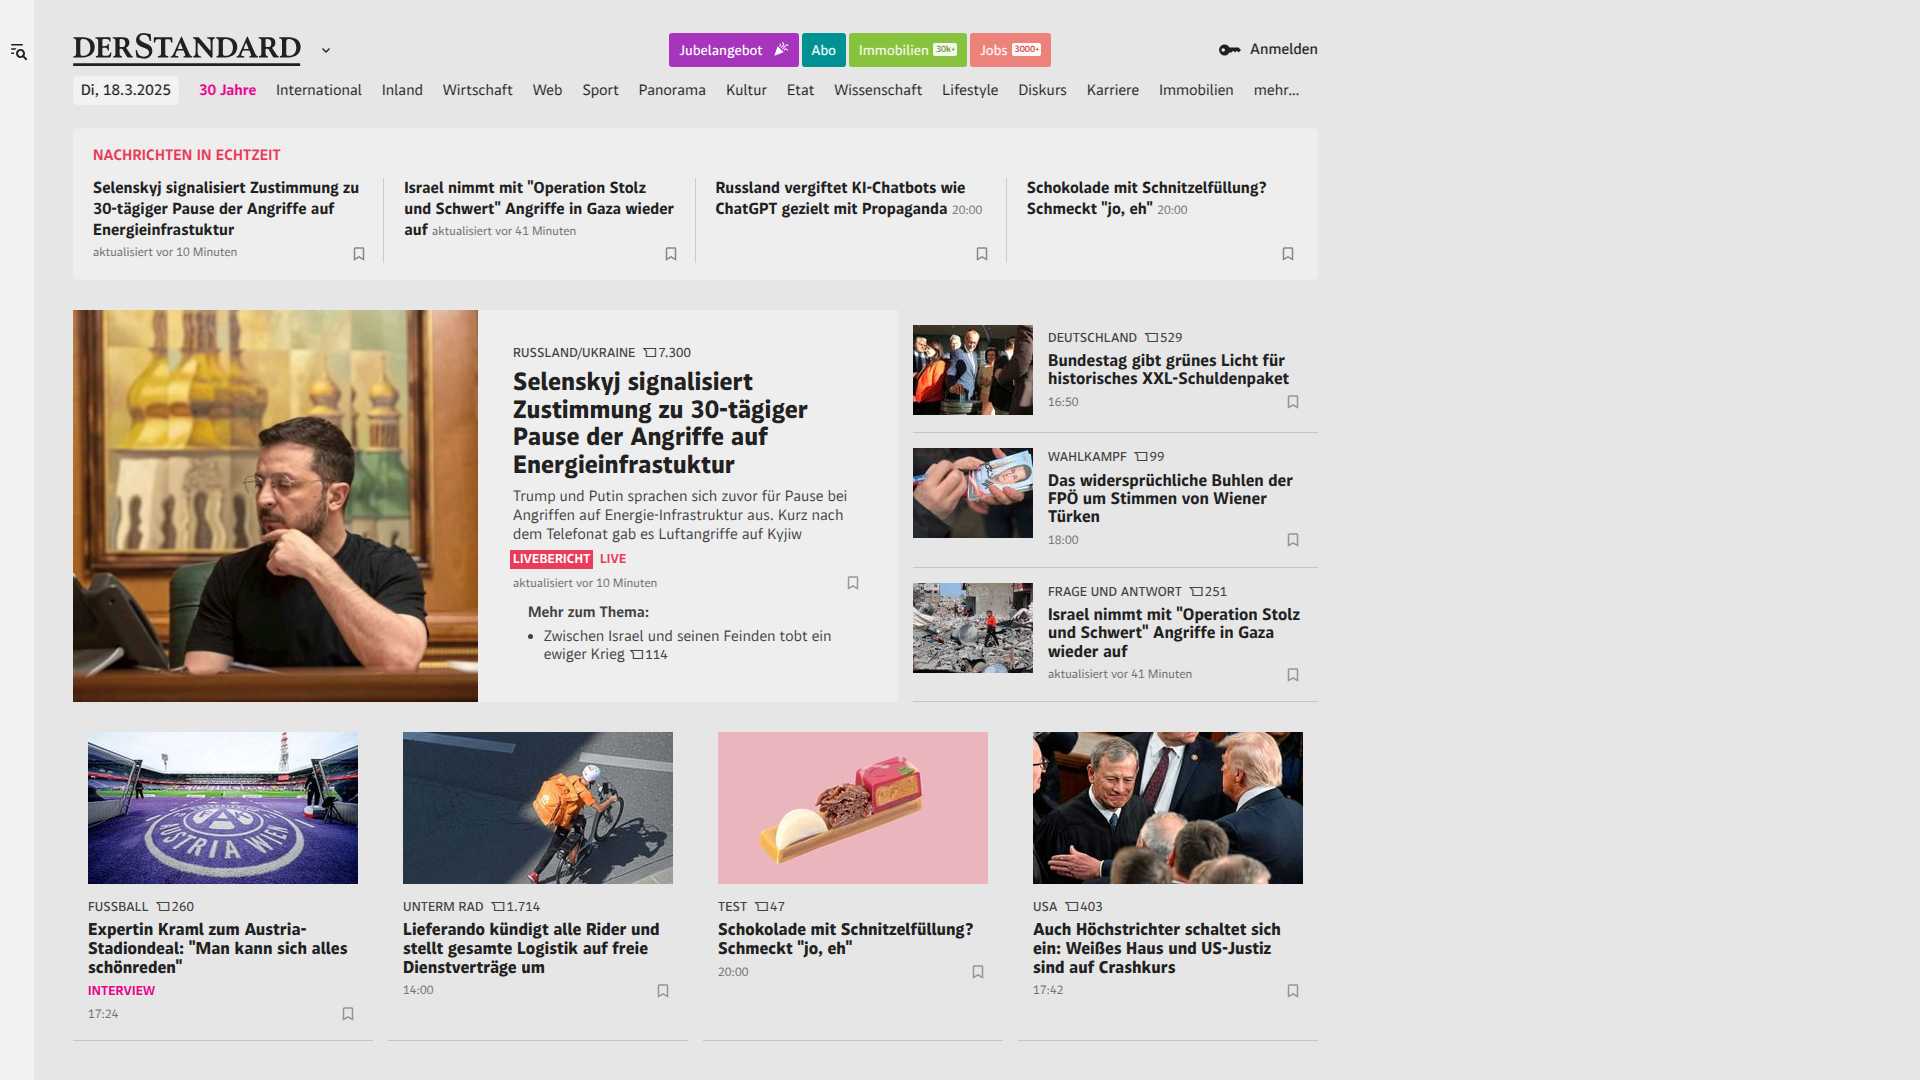 DERSTANDARD
Jubelangebot
Abo
Immobilien 30k+
Jobs 3000+
Anmelden
Di, 18.3.2025
30 Jahre
International
Inland
Wirtschaft
Web
Sport
Panorama
Kultur
Etat
Wissenschaft
Lifestyle
Diskurs
Karriere
Immobilien
mehr...
NACHRICHTEN IN ECHTZEIT
Selenskyj signalisiert Zustimmung zu
30-tägiger Pause der Angriffe auf
Energieinfrastuktur
aktualisiert vor 10 Minuten
Israel nimmt mit "Operation Stolz
und Schwert" Angriffe in Gaza wieder
auf aktualisiert vor 41 Minuten
Russland vergiftet KI-Chatbots wie
ChatGPT gezielt mit Propaganda 20:00
Schokolade mit Schnitzelfüllung?
Schmeckt "jo, eh" 20:00
RUSSLAND/UKRAINE 7.300
Selenskyj signalisiert
Zustimmung zu 30-tägiger
Pause der Angriffe auf
Energieinfrastuktur
Trump und Putin sprachen sich zuvor für Pause bei
Angriffen auf Energie-Infrastruktur aus. Kurz nach
dem Telefonat gab es Luftangriffe auf Kyjiw
LIVEBERICHT LIVE
aktualisiert vor 10 Minuten
Mehr zum Thema:
• Zwischen Israel und seinen Feinden tobt ein
ewiger Krieg 114
DEUTSCHLAND 529
Bundestag gibt grünes Licht für
historisches XXL-Schuldenpaket
16:50
WAHLKAMPF 99
Das widersprüchliche Buhlen der
FPÖ um Stimmen von Wiener
Türken
18:00
FRAGE UND ANTWORT 251
Israel nimmt mit "Operation Stolz
und Schwert" Angriffe in Gaza
wieder auf
aktualisiert vor 41 Minuten
AUSTRIA WIEN
FUSSBALL 260
Expertin Kraml zum Austria-
Stadiondeal: "Man kann sich alles
schönreden"
INTERVIEW
17:24
UNTERM RAD 1.714
Lieferando kündigt alle Rider und
stellt gesamte Logistik auf freie
Dienstverträge um
14:00
TEST 47
Schokolade mit Schnitzelfüllung?
Schmeckt "jo, eh"
20:00
USA 403
Auch Höchstrichter schaltet sich
ein: Weißes Haus und US-Justiz
sind auf Crashkurs
17:42